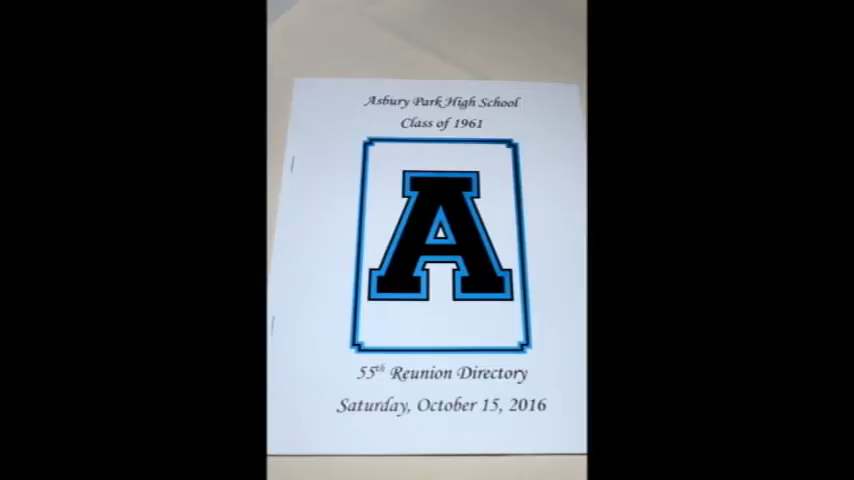 Asbury Park High School
Class of 1961
A
55th Reunion Directory
Saturday, October 15, 2016